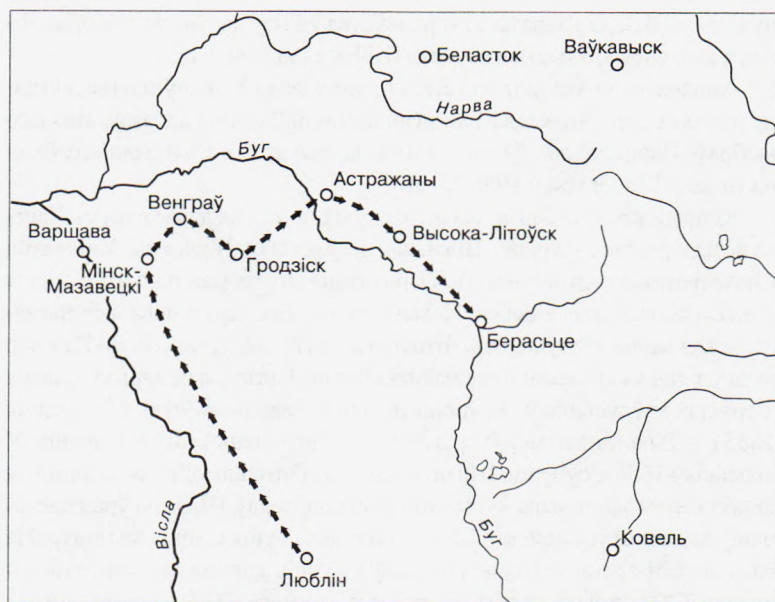 Беласток
Ваўкавыск
Нарва
Буг
Астражаны
Венграў
Варшава
Высока-Літоўск
Мінск-
Мазавецкі
Гродзіск
Берасьце
Вісла
Буг
Люблін
Ковель